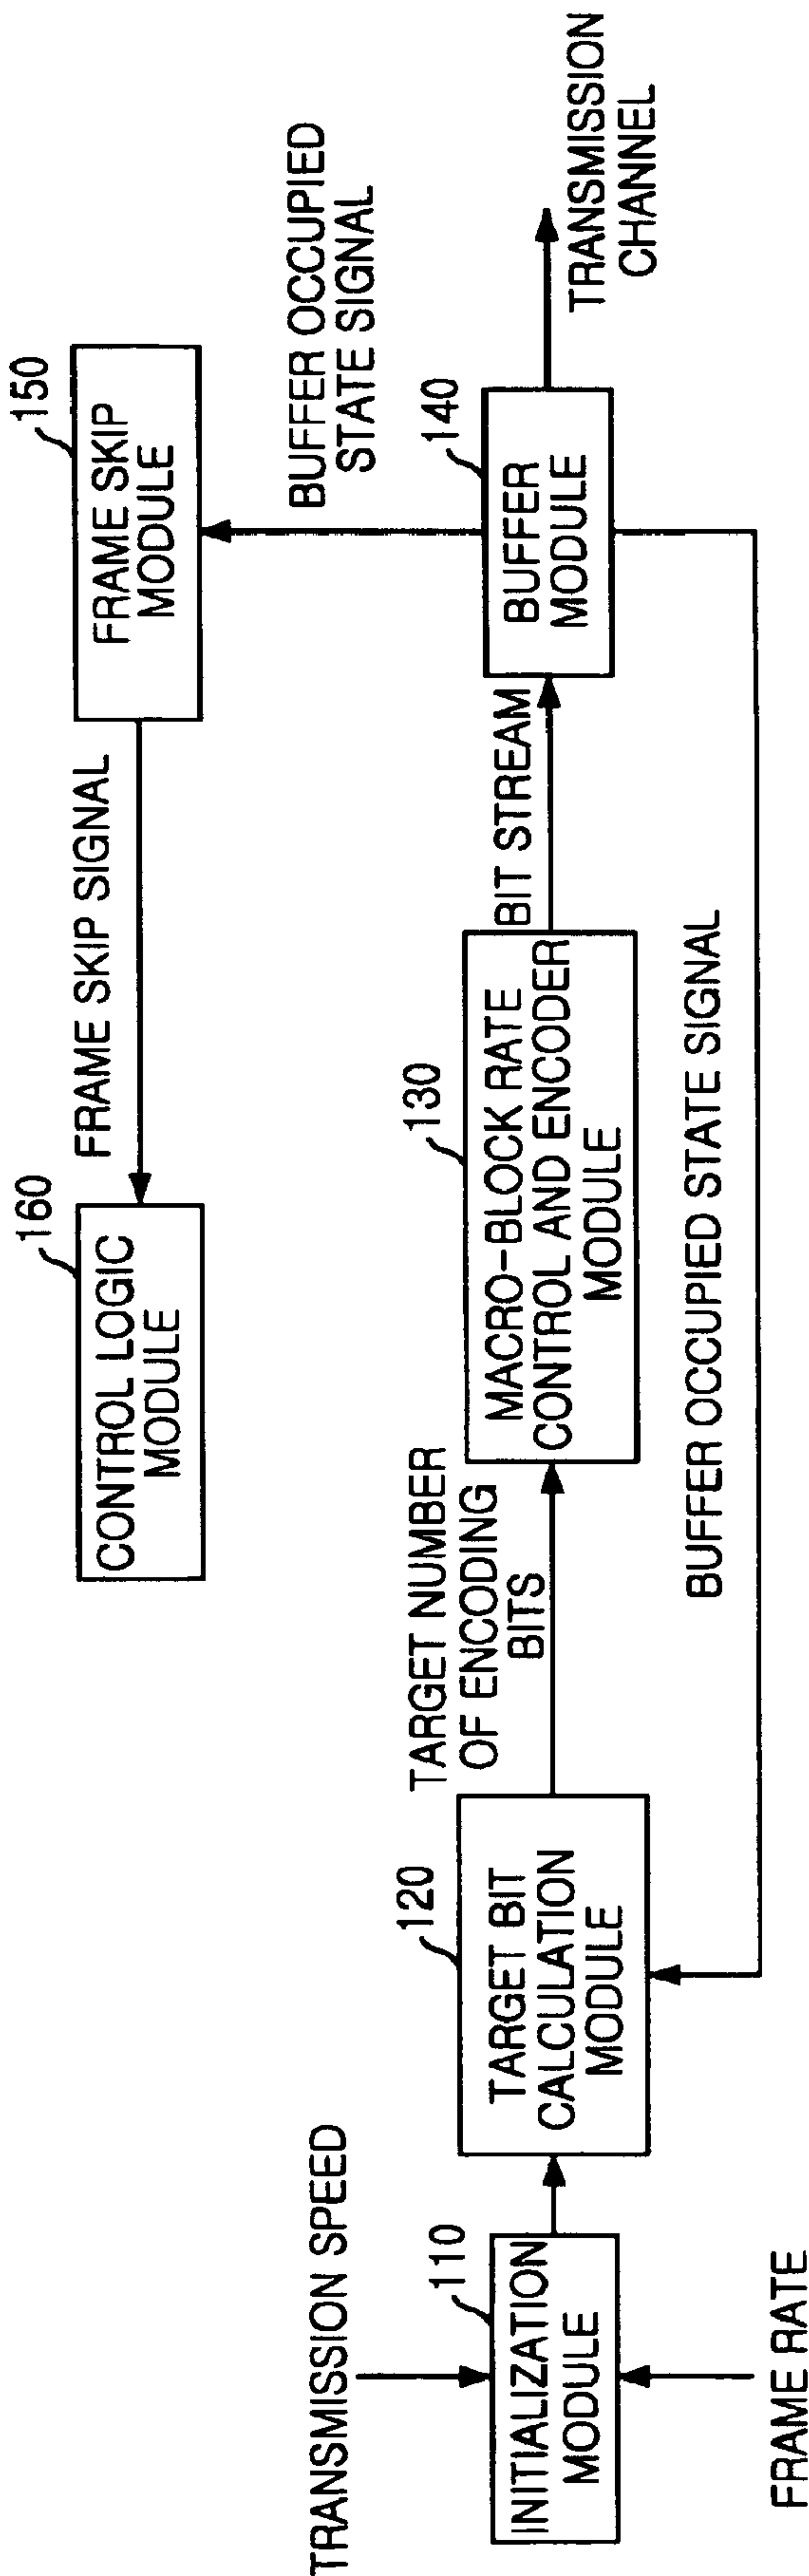 160
CONTROL LOGIC
MODULE
FRAME SKIP SIGNAL
150
FRAME SKIP
MODULE
BUFFER OCCUPIED
STATE SIGNAL
TRANSMISSION SPEED
110
INITIALIZATION
MODULE
FRAME RATE
120
TARGET BIT
CALCULATION
MODULE
TARGET NUMBER
OF ENCODING
BITS
130
MACRO-BLOCK RATE
CONTROL AND ENCODER
MODULE
BIT STREAM
140
BUFFER
MODULE
TRANSMISSION
CHANNEL
BUFFER OCCUPIED STATE SIGNAL